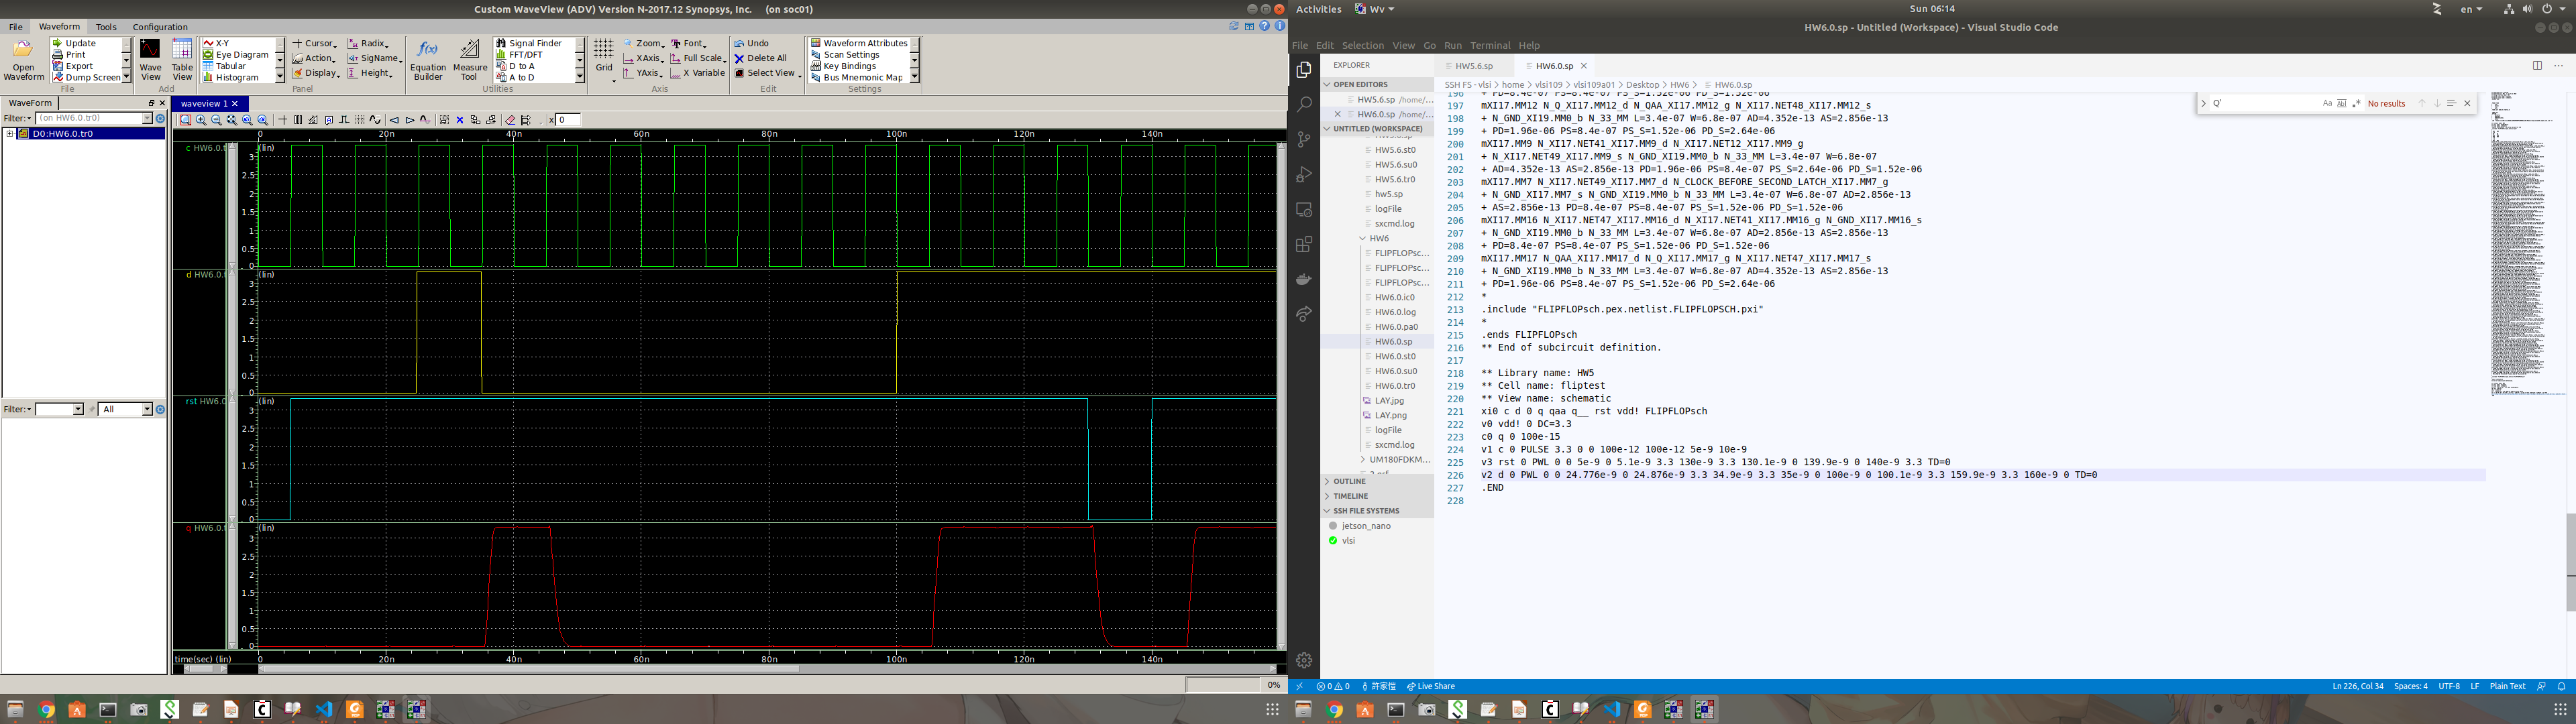 Custom WaveView (ADV) Version N-2017.12 Synopsys, Inc. (on soc01)
File Waveform Tools Configuration
Open Waveform
Update
Print
Export
Dump Screen
File
Wave View
Table View
Add
X-Y
Eye Diagram
Tabular
Histogram
Cursor
Action
Display
Radix
SigName
Height
Panel
Equation Builder
Measure Tool
Signal Finder
FFT/DFT
D to A
A to D
Utilities
Grid
Zoom
XAxis
YAxis
Font
Full Scale
X Variable
Axis
Undo
Delete All
Select View
Edit
Waveform Attributes
Scan Settings
Key Bindings
Bus Mnemonic Map
Settings
WaveForm
Filter: (on HW6.0.tr0)
D0:HW6.0.tr0
Filter: All
waveview 1
x 0
0 20n 40n 60n 80n 100n 120n 140n
c HW6.0.t
(lin)
3
2.5
2
1.5
1
0.5
0
d HW6.0.t
(lin)
3
2.5
2
1.5
1
0.5
0
rst HW6.0.t
(lin)
3
2.5
2
1.5
1
0.5
0
q HW6.0.t
(lin)
3
2.5
2
1.5
1
0.5
0
time(sec) (lin)
0 20n 40n 60n 80n 100n 120n 140n
0%
Activities Wv Sun 06:14 en
HW6.0.sp - Untitled (Workspace) - Visual Studio Code
File Edit Selection View Go Run Terminal Help
EXPLORER
OPEN EDITORS
HW5.6.sp /home/...
HW6.0.sp /home/...
UNTITLED (WORKSPACE)
HW5.6.st0
HW5.6.su0
HW5.6.tr0
hw5.sp
logFile
sxcmd.log
HW6
FLIPFLOPsc...
FLIPFLOPsc...
FLIPFLOPsc...
HW6.0.ic0
HW6.0.log
HW6.0.pa0
HW6.0.sp
HW6.0.st0
HW6.0.su0
HW6.0.tr0
LAY.jpg
LAY.png
logFile
sxcmd.log
UM180FDKM...
OUTLINE
TIMELINE
SSH FILE SYSTEMS
jetson_nano
vlsi
HW5.6.sp HW6.0.sp
SSH FS - vlsi > home > vlsi109 > vlsi109a01 > Desktop > HW6 > HW6.0.sp
Q' Aa Ab No results
196 + PD=8.4e-07 PS=8.4e-07 PS_S=1.52e-06 PD_S=1.52e-06
197 mXI17.MM12 N_XI17.NET12_XI17.MM12_d N_QAA_XI17.MM12_g N_XI17.NET48_XI17.MM12_s
198 + N_GND_XI19.MM0_b N_33_MM L=3.4e-07 W=6.8e-07 AD=4.352e-13 AS=2.856e-13
199 + PD=1.96e-06 PS=8.4e-07 PS_S=1.52e-06 PD_S=2.64e-06
200 mXI17.MM9 N_XI17.NET41_XI17.MM9_d N_XI17.NET12_XI17.MM9_g
201 + N_XI17.NET49_XI17.MM9_s N_GND_XI19.MM0_b N_33_MM L=3.4e-07 W=6.8e-07
202 + AD=4.352e-13 AS=2.856e-13 PD=1.96e-06 PS=8.4e-07 PS_S=2.64e-06 PD_S=1.52e-06
203 mXI17.MM7 N_XI17.NET49_XI17.MM7_d N_CLOCK_BEFORE_SECOND_LATCH_XI17.MM7_g
204 + N_GND_XI17.MM7_s N_GND_XI19.MM0_b N_33_MM L=3.4e-07 W=6.8e-07 AD=2.856e-13
205 + AS=2.856e-13 PD=8.4e-07 PS=8.4e-07 PS_S=1.52e-06 PD_S=1.52e-06
206 mXI17.MM16 N_XI17.NET47_XI17.MM16_d N_XI17.NET41_XI17.MM16_g N_GND_XI17.MM16_s
207 + N_GND_XI19.MM0_b N_33_MM L=3.4e-07 W=6.8e-07 AD=2.856e-13 AS=2.856e-13
208 + PD=8.4e-07 PS=8.4e-07 PS_S=1.52e-06 PD_S=1.52e-06
209 mXI17.MM17 N_QAA_XI17.MM17_d N_Q_XI17.MM17_g N_XI17.NET47_XI17.MM17_s
210 + N_GND_XI19.MM0_b N_33_MM L=3.4e-07 W=6.8e-07 AD=4.352e-13 AS=2.856e-13
211 + PD=1.96e-06 PS=8.4e-07 PS_S=1.52e-06 PD_S=2.64e-06
212 *
213 .include "FLIPFLOPsch.pex.netlist.FLIPFLOPSCH.pxi"
214 *
215 .ends FLIPFLOPsch
216 ** End of subcircuit definition.
217
218 ** Library name: HW5
219 ** Cell name: fliptest
220 ** View name: schematic
221 xi0 c d 0 q qaa q__ rst vdd! FLIPFLOPsch
222 v0 vdd! 0 DC=3.3
223 c0 q 0 100e-15
224 v1 c 0 PULSE 3.3 0 0 100e-12 100e-12 5e-9 10e-9
225 v3 rst 0 PWL 0 0 5e-9 0 5.1e-9 3.3 130e-9 3.3 130.1e-9 0 139.9e-9 0 140e-9 3.3 TD=0
226 v2 d 0 PWL 0 0 24.776e-9 0 24.876e-9 3.3 34.9e-9 3.3 35e-9 0 100e-9 0 100.1e-9 3.3 159.9e-9 3.3 160e-9 0 TD=0
227 .END
228
0 0 許家愷 Live Share Ln 226, Col 34 Spaces: 4 UTF-8 LF Plain Text